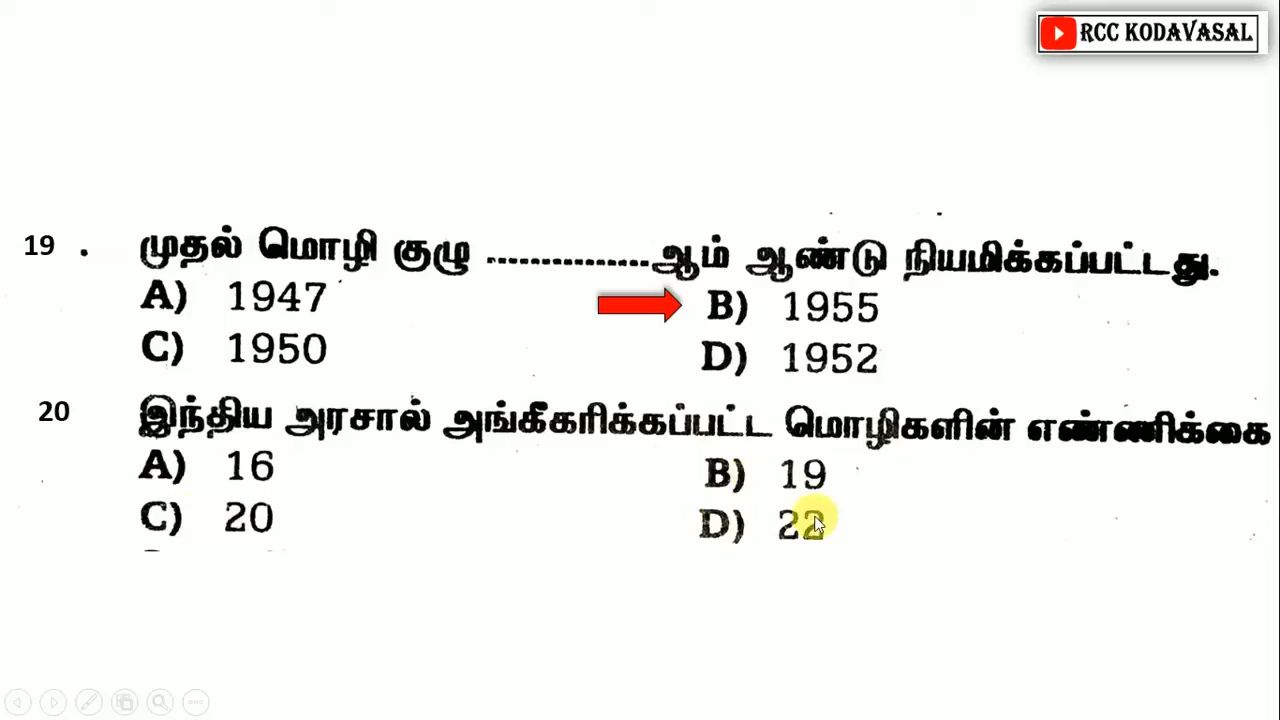 RCC KODAVASAL
19 . முதல் மொழி குழு ...............ஆம் ஆண்டு நியமிக்கப்பட்டது.
A) 1947 B) 1955
C) 1950 D) 1952
20 இந்திய அரசால் அங்கீகரிக்கப்பட்ட மொழிகளின் எண்ணிக்கை
A) 16 B) 19
C) 20 D) 22